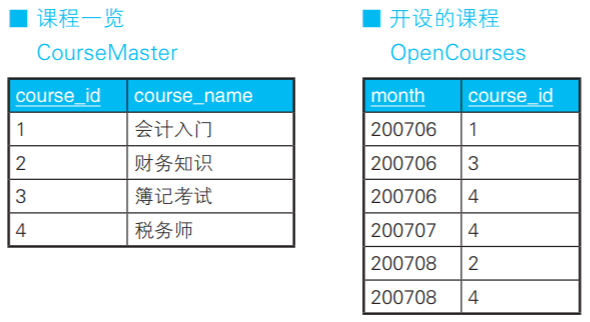 ■ 课程一览
CourseMaster
course_id course_name
1 会计入门
2 财务知识
3 簿记考试
4 税务师
■ 开设的课程
OpenCourses
month course_id
200706 1
200706 3
200706 4
200707 4
200708 2
200708 4